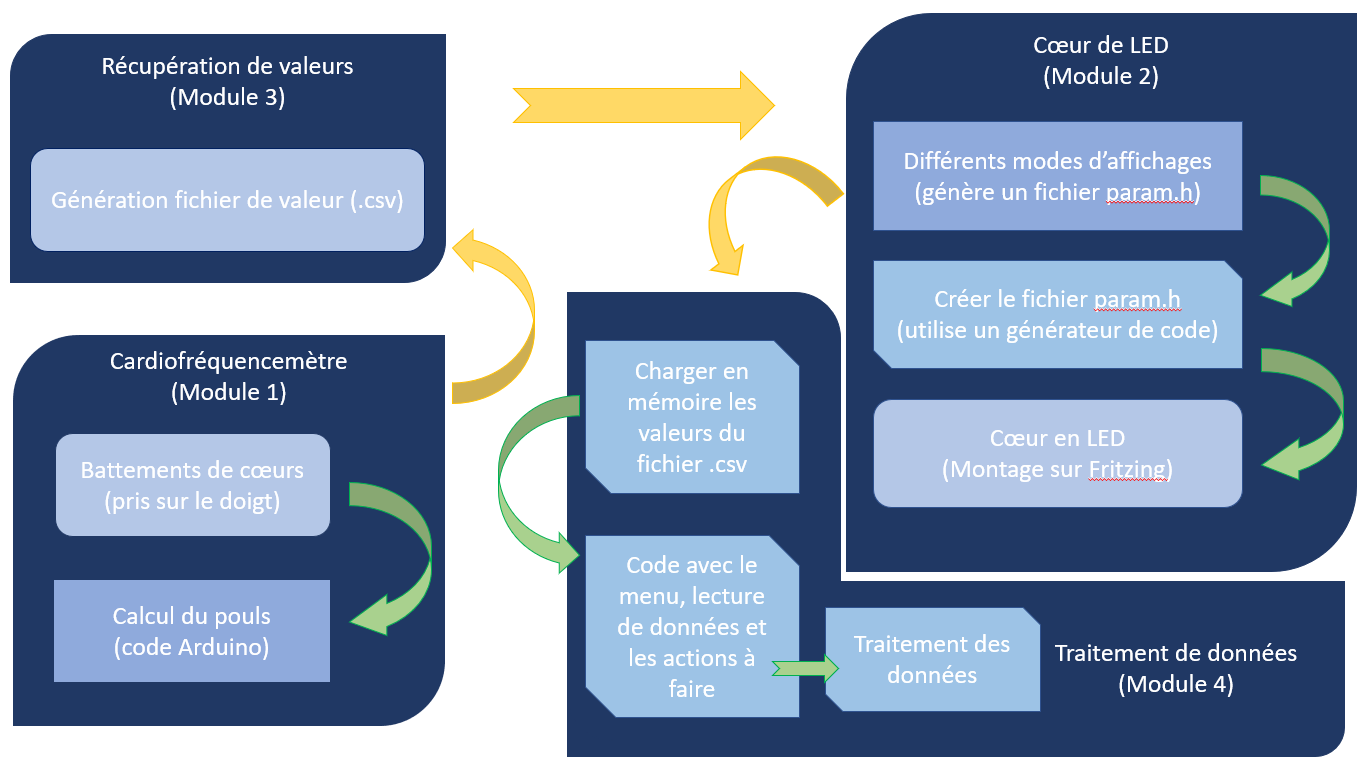 Récupération de valeurs
(Module 3)
Génération fichier de valeur (.csv)
Cardiofréquencemètre
(Module 1)
Battements de cœurs
(pris sur le doigt)
Calcul du pouls
(code Arduino)
Cœur de LED
(Module 2)
Différents modes d’affichages
(génère un fichier param.h)
Créer le fichier param.h
(utilise un générateur de code)
Cœur en LED
(Montage sur Fritzing)
Charger en
mémoire les
valeurs du
fichier .csv
Code avec le
menu, lecture
de données et
les actions à
faire
Traitement des
données
Traitement de données
(Module 4)